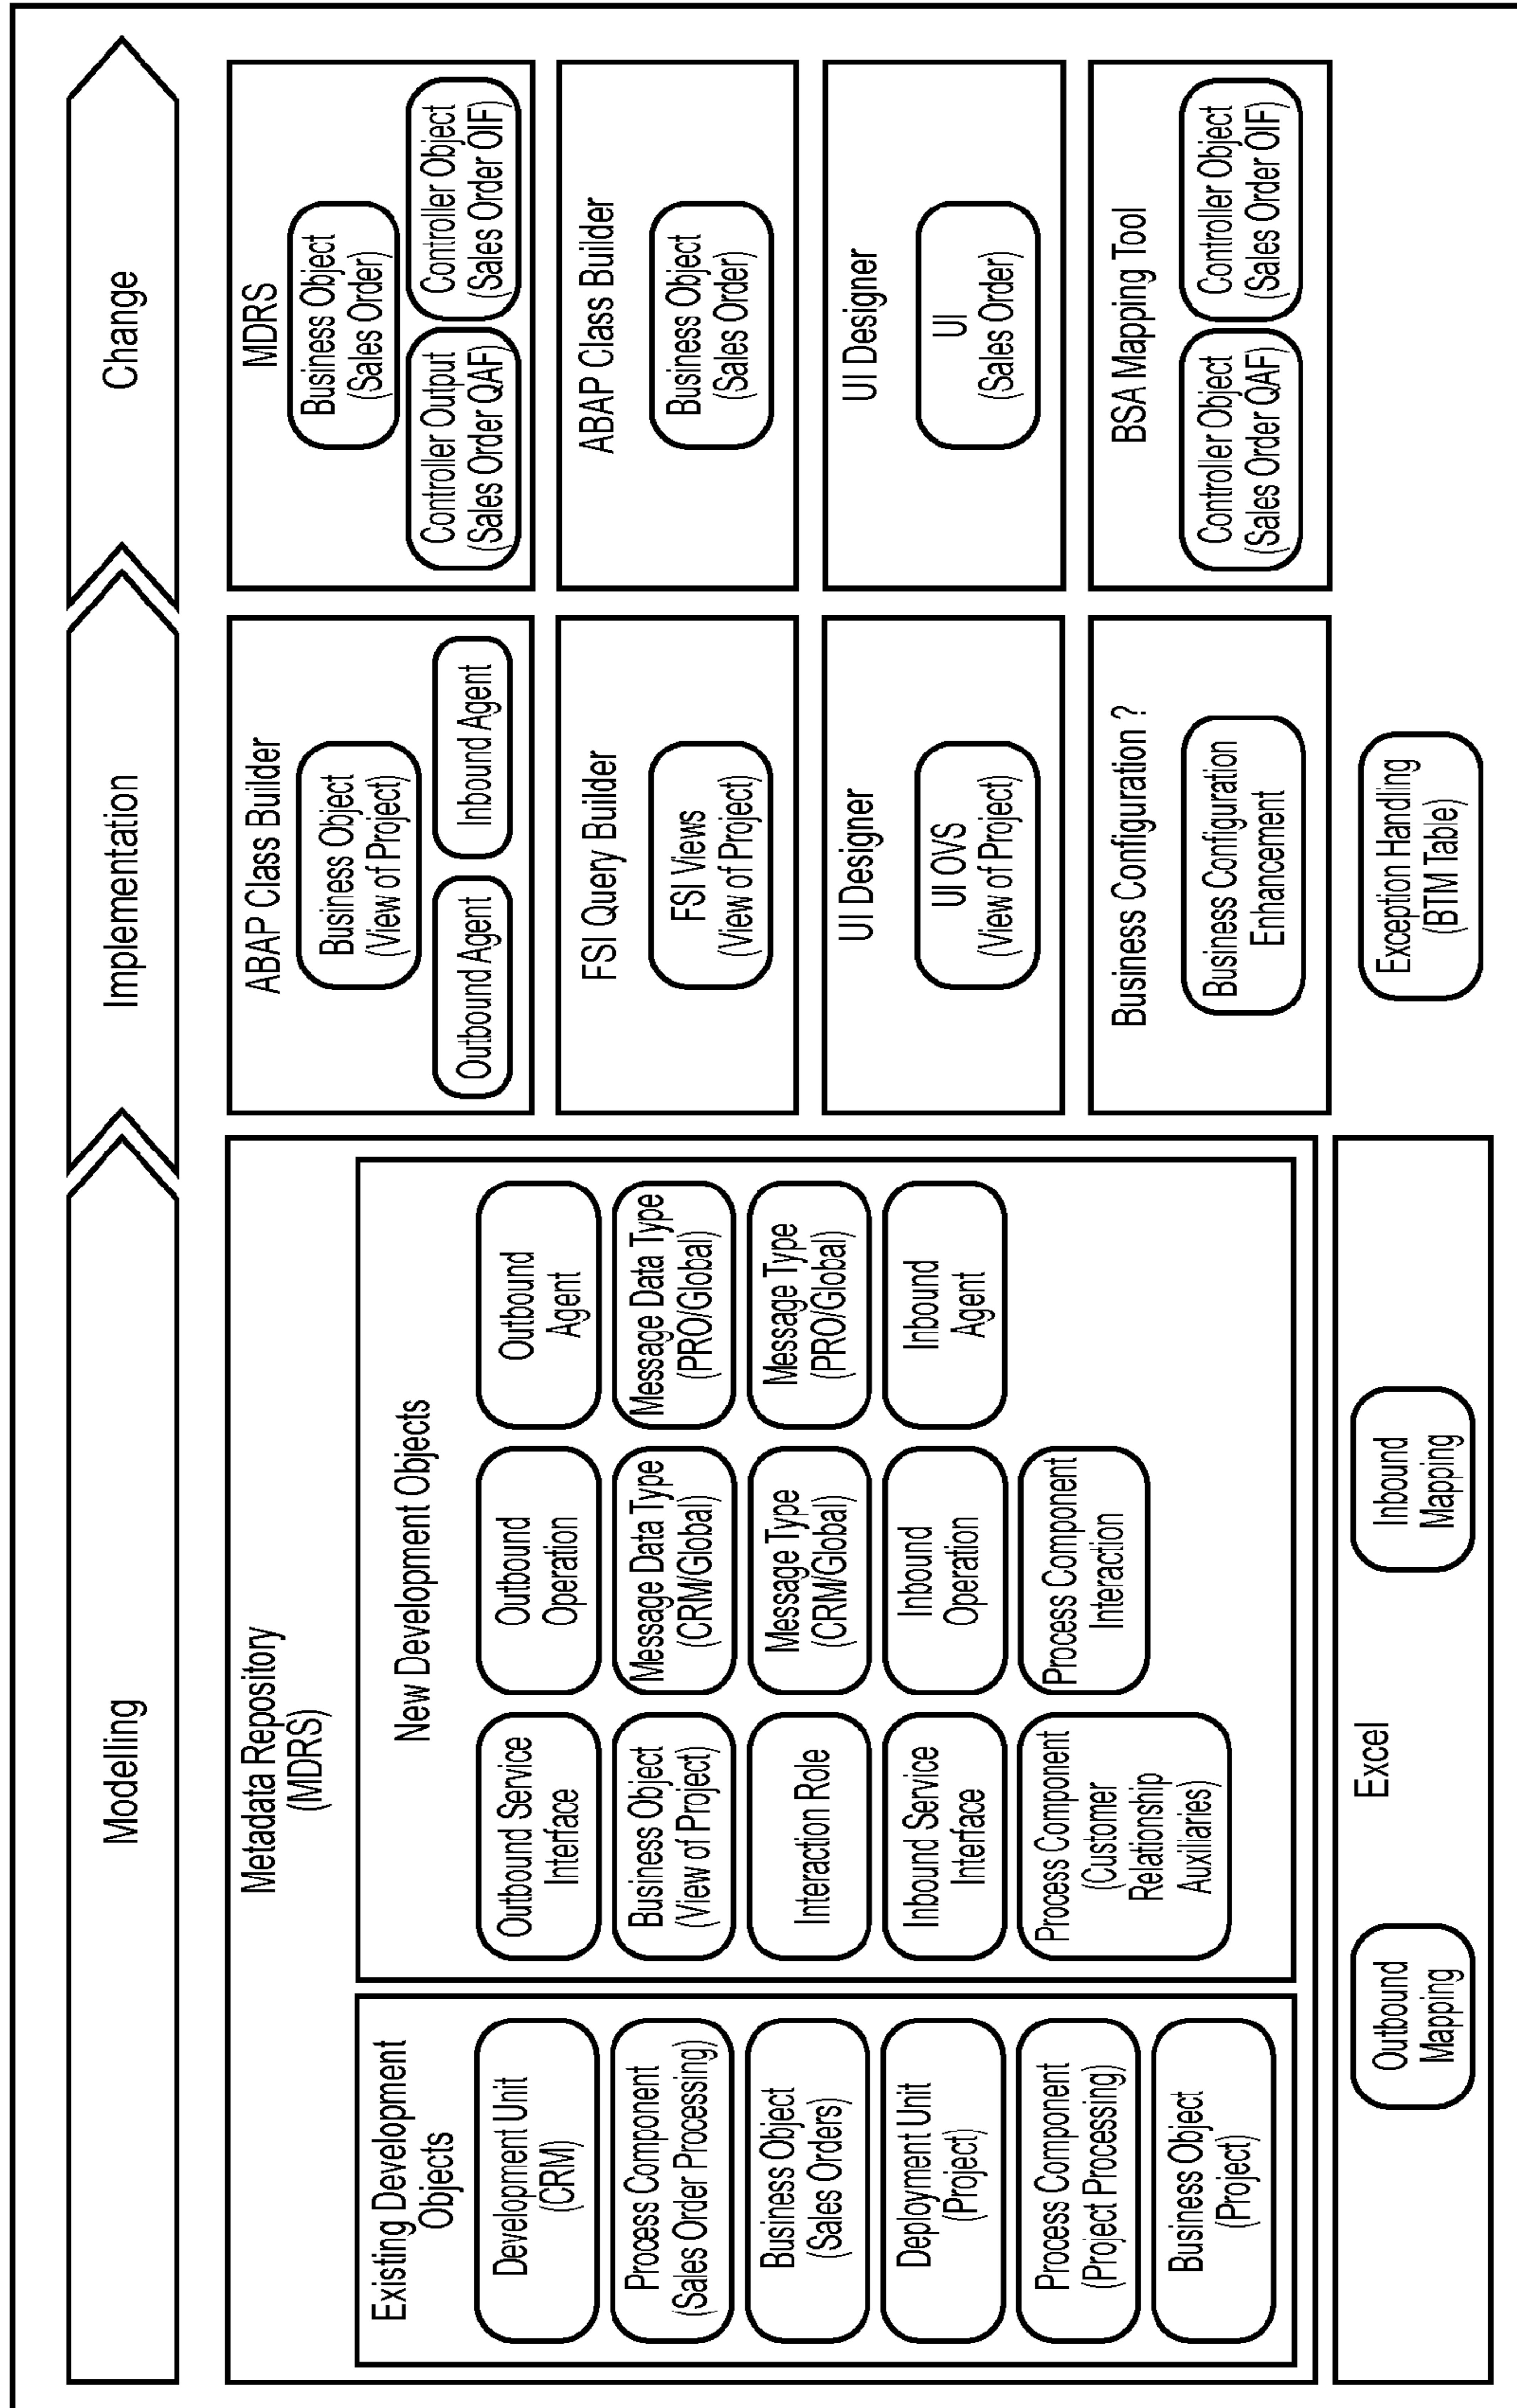 Modelling
Implementation
Change
Metadata Repository
(MDRS)
Existing Development
Objects
Development Unit
(CRM)
Process Component
(Sales Order Processing)
Business Object
(Sales Orders)
Deployment Unit
(Project)
Process Component
(Project Processing)
Business Object
(Project)
New Development Objects
Outbound Service
Interface
Outbound
Operation
Outbound
Agent
Business Object
(View of Project)
Message Data Type
(CRM/Global)
Message Data Type
(PRO/Global)
Interaction Role
Message Type
(CRM/Global)
Message Type
(PRO/Global)
Inbound Service
Interface
Inbound
Operation
Inbound
Agent
Process Component
(Customer
Relationship
Auxiliaries)
Process Component
Interaction
Excel
Outbound
Mapping
Inbound
Mapping
ABAP Class Builder
Business Object
(View of Project)
Outbound Agent
Inbound Agent
FSI Query Builder
FSI Views
(View of Project)
UI Designer
UI OVS
(View of Project)
Business Configuration ?
Business Configuration
Enhancement
Exception Handling
(BTM Table)
MDRS
Business Object
(Sales Order)
Controller Output
(Sales Order QAF)
Controller Object
(Sales Order OIF)
ABAP Class Builder
Business Object
(Sales Order)
UI Designer
UI
(Sales Order)
BSA Mapping Tool
Controller Object
(Sales Order QAF)
Controller Object
(Sales Order OIF)